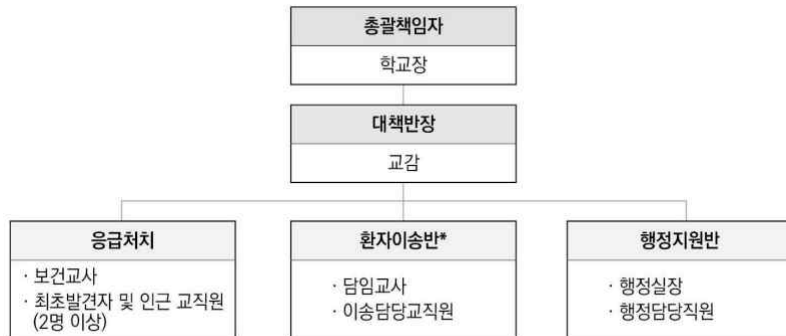 총괄책임자
학교장
대책반장
교감
응급처치
· 보건교사
· 최초발견자 및 인근 교직원
(2명 이상)
환자이송반*
· 담임교사
· 이송담당교직원
행정지원반
· 행정실장
· 행정담당직원